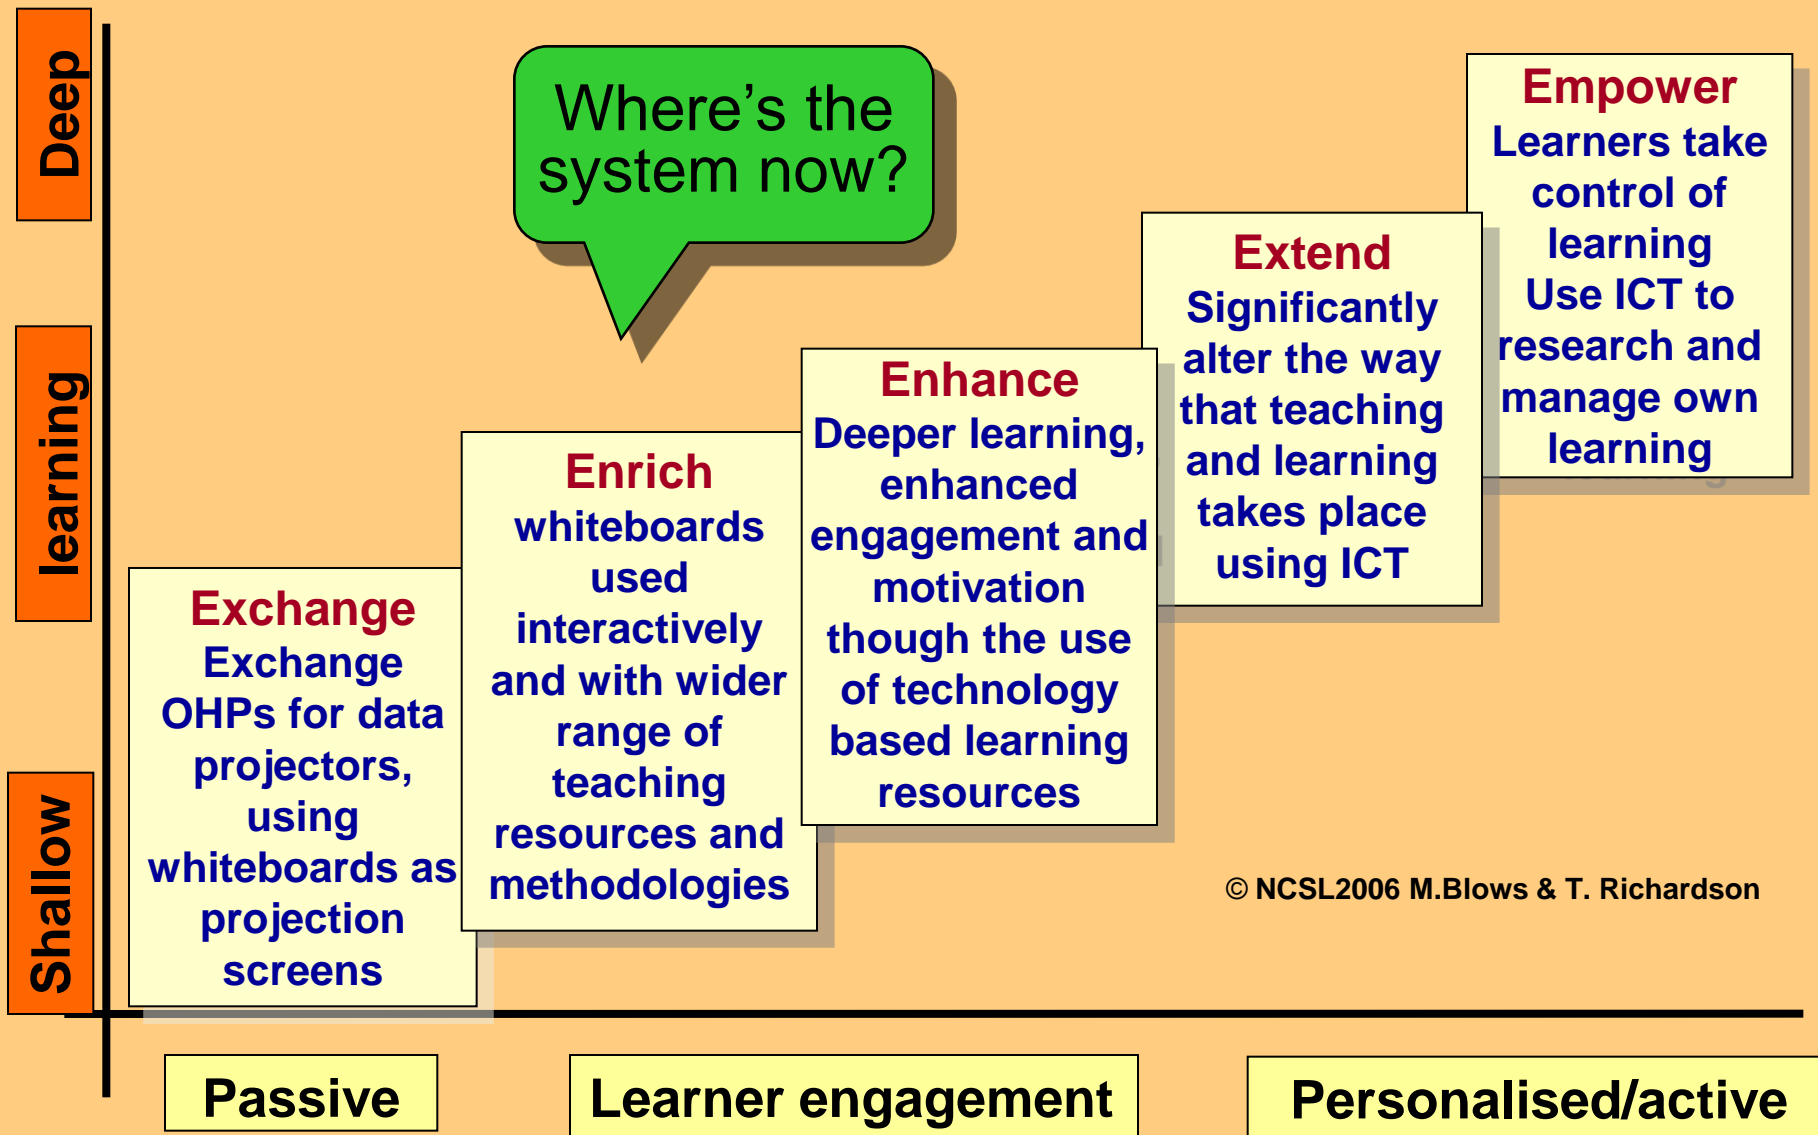 Deep
learning
Shallow
Where's the
system now?
Exchange
Exchange
OHPs for data
projectors,
using
whiteboards as
projection
screens
Enrich
whiteboards
used
interactively
and with wider
range of
teaching
resources and
methodologies
Enhance
Deeper learning,
enhanced
engagement and
motivation
though the use
of technology
based learning
resources
Extend
Significantly
alter the way
that teaching
and learning
takes place
using ICT
Empower
Learners take
control of
learning
Use ICT to
research and
manage own
learning
© NCSL2006 M.Blows & T. Richardson
Passive
Learner engagement
Personalised/active